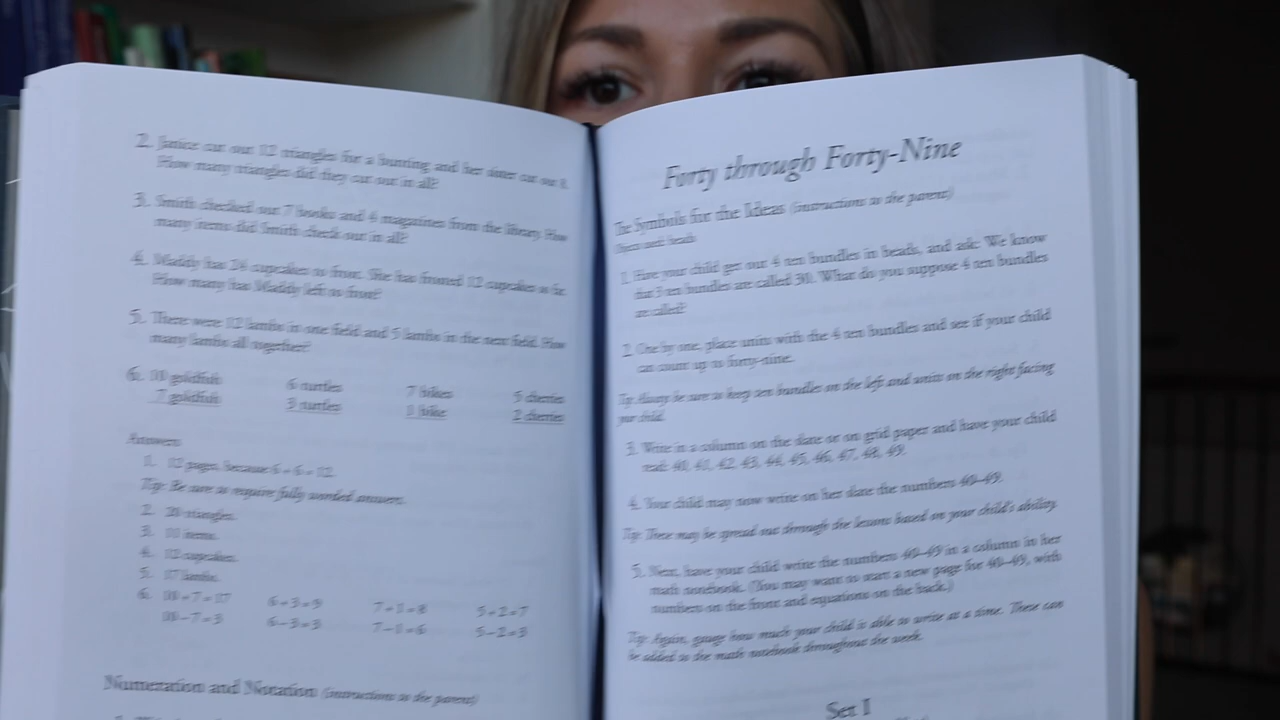 2. Janice cut out 12 triangles for a bunting and her sister cut out 8.
How many triangles did they cut out in all?
3. Smith checked out 7 books and 4 magazines from the library. How
many items did Smith check out in all?
4. Maddy has 24 cupcakes to frost. She has frosted 12 cupcakes so far.
How many has Maddy left to frost?
5. There were 12 lambs in one field and 5 lambs in the next field. How
many lambs all together?
6. 10 goldfish 6 turtles 7 bikes 5 cherries
7 goldfish 3 turtles 1 bike 2 cherries
Answers
1. 12 pages, because 6 + 6 = 12.
Tip: Be sure to require fully worded answers.
2. 20 triangles.
3. 11 items.
4. 12 cupcakes.
5. 17 lambs.
6. 10 + 7 = 17 6 + 3 = 9 7 + 1 = 8 5 + 2 = 7
10 − 7 = 3 6 − 3 = 3 7 − 1 = 6 5 − 2 = 3
Numeration and Notation (instructions to the parent)
Forty through Forty-Nine
The Symbols for the Ideas (instructions to the parent)
beads
1. Have your child get out 4 ten bundles in beads, and ask: We know
that 3 ten bundles are called 30. What do you suppose 4 ten bundles
are called?
2. One by one, place units with the 4 ten bundles and see if your child
can count up to forty-nine.
Tip: Always be sure to keep ten bundles on the left and units on the right facing
your child.
3. Write in a column on the slate or on grid paper and have your child
read: 40, 41, 42, 43, 44, 45, 46, 47, 48, 49.
4. Your child may now write on her slate the numbers 40–49.
Tip: These may be spread out through the lessons based on your child's ability.
5. Next, have your child write the numbers 40–49 in a column in her
math notebook. (You may want to start a new page for 40–49, with
numbers on the front and equations on the back.)
Tip: Again, gauge how much your child is able to write at a time. These can
be added to the math notebook throughout the week.
Set I